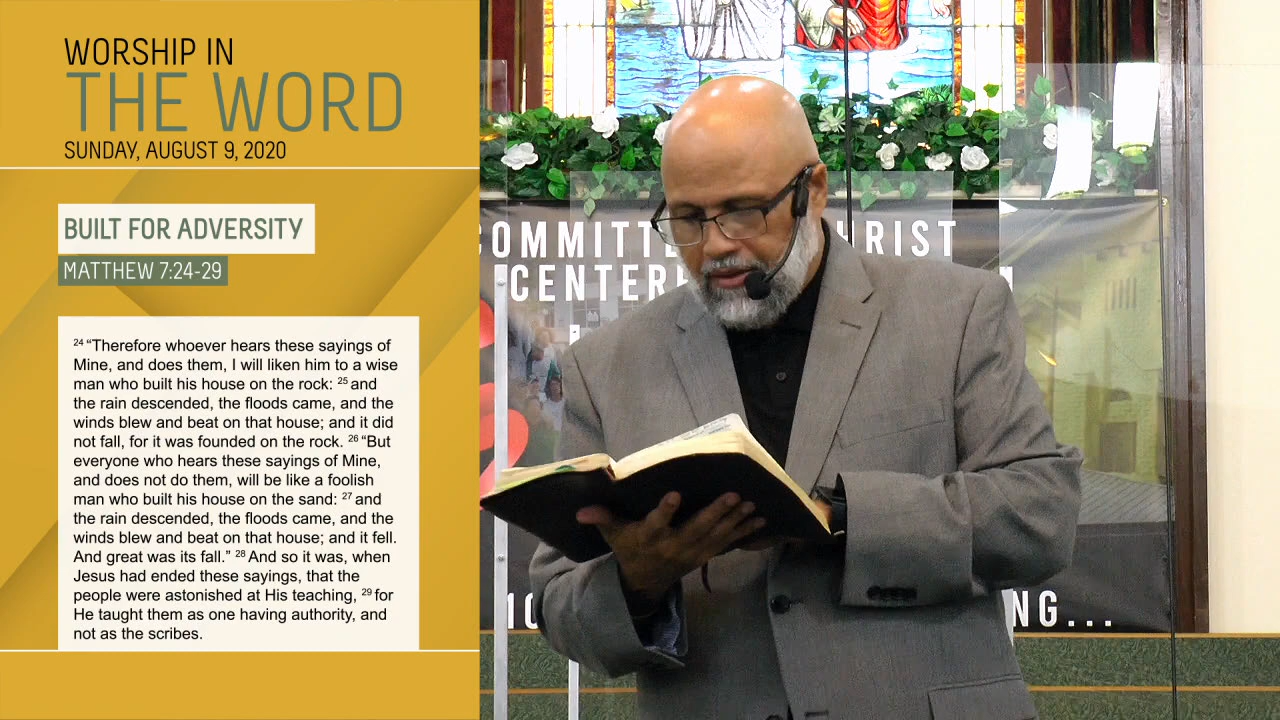 WORSHIP IN
THE WORD
SUNDAY, AUGUST 9, 2020
BUILT FOR ADVERSITY
MATTHEW 7:24-29
24 “Therefore whoever hears these sayings of
Mine, and does them, I will liken him to a wise
man who built his house on the rock: 25 and
the rain descended, the floods came, and the
winds blew and beat on that house; and it did
not fall, for it was founded on the rock. 26 “But
everyone who hears these sayings of Mine,
and does not do them, will be like a foolish
man who built his house on the sand: 27 and
the rain descended, the floods came, and the
winds blew and beat on that house; and it fell.
And great was its fall.” 28 And so it was, when
Jesus had ended these sayings, that the
people were astonished at His teaching, 29 for
He taught them as one having authority, and
not as the scribes.
COMMITTE HRIST
CENTERE
10 NG...